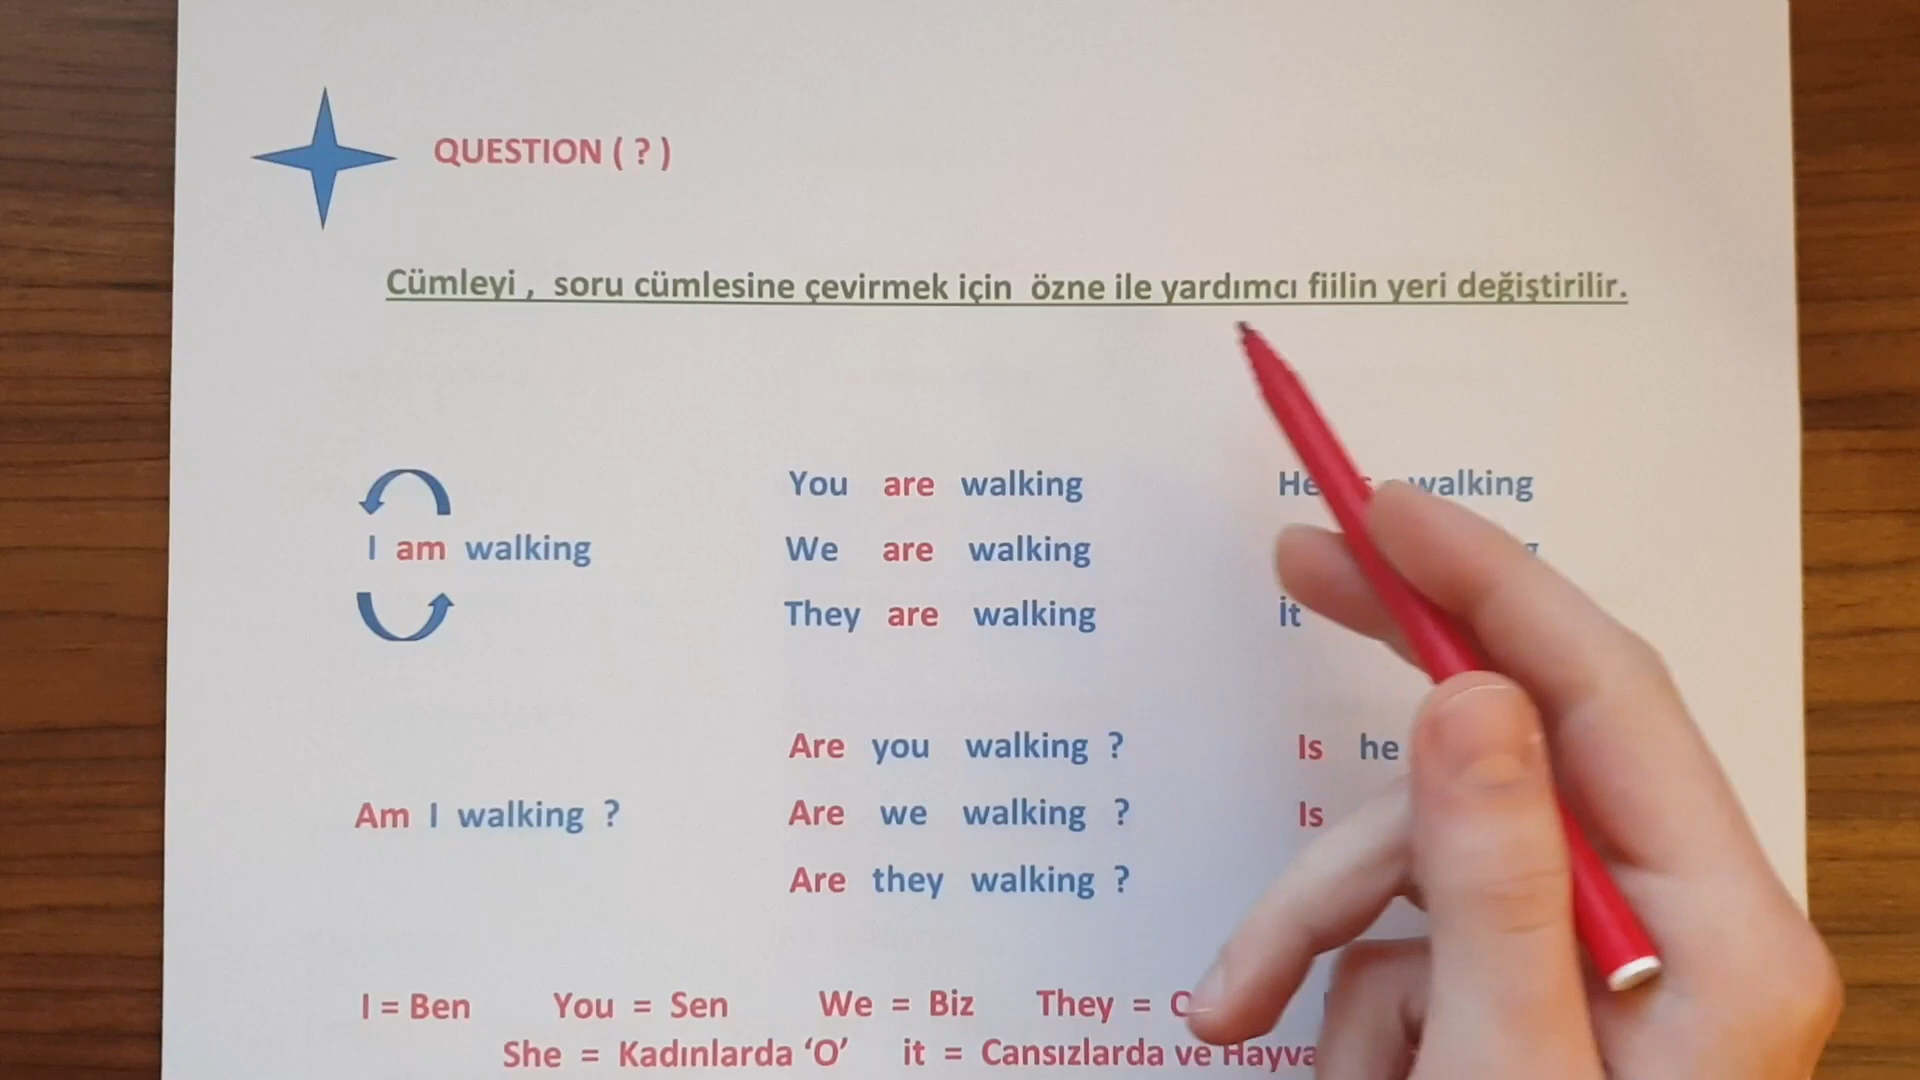 QUESTION ( ? )
Cümleyi , soru cümlesine çevirmek için özne ile yardımcı fiilin yeri değiştirilir.
You are walking
He walking
I am walking
We are walking
They are walking
İt
Are you walking ?
Is he
Am I walking ?
Are we walking ?
Is
Are they walking ?
I = Ben You = Sen We = Biz They =
She = Kadınlarda ‘O’ it = Cansızlarda ve